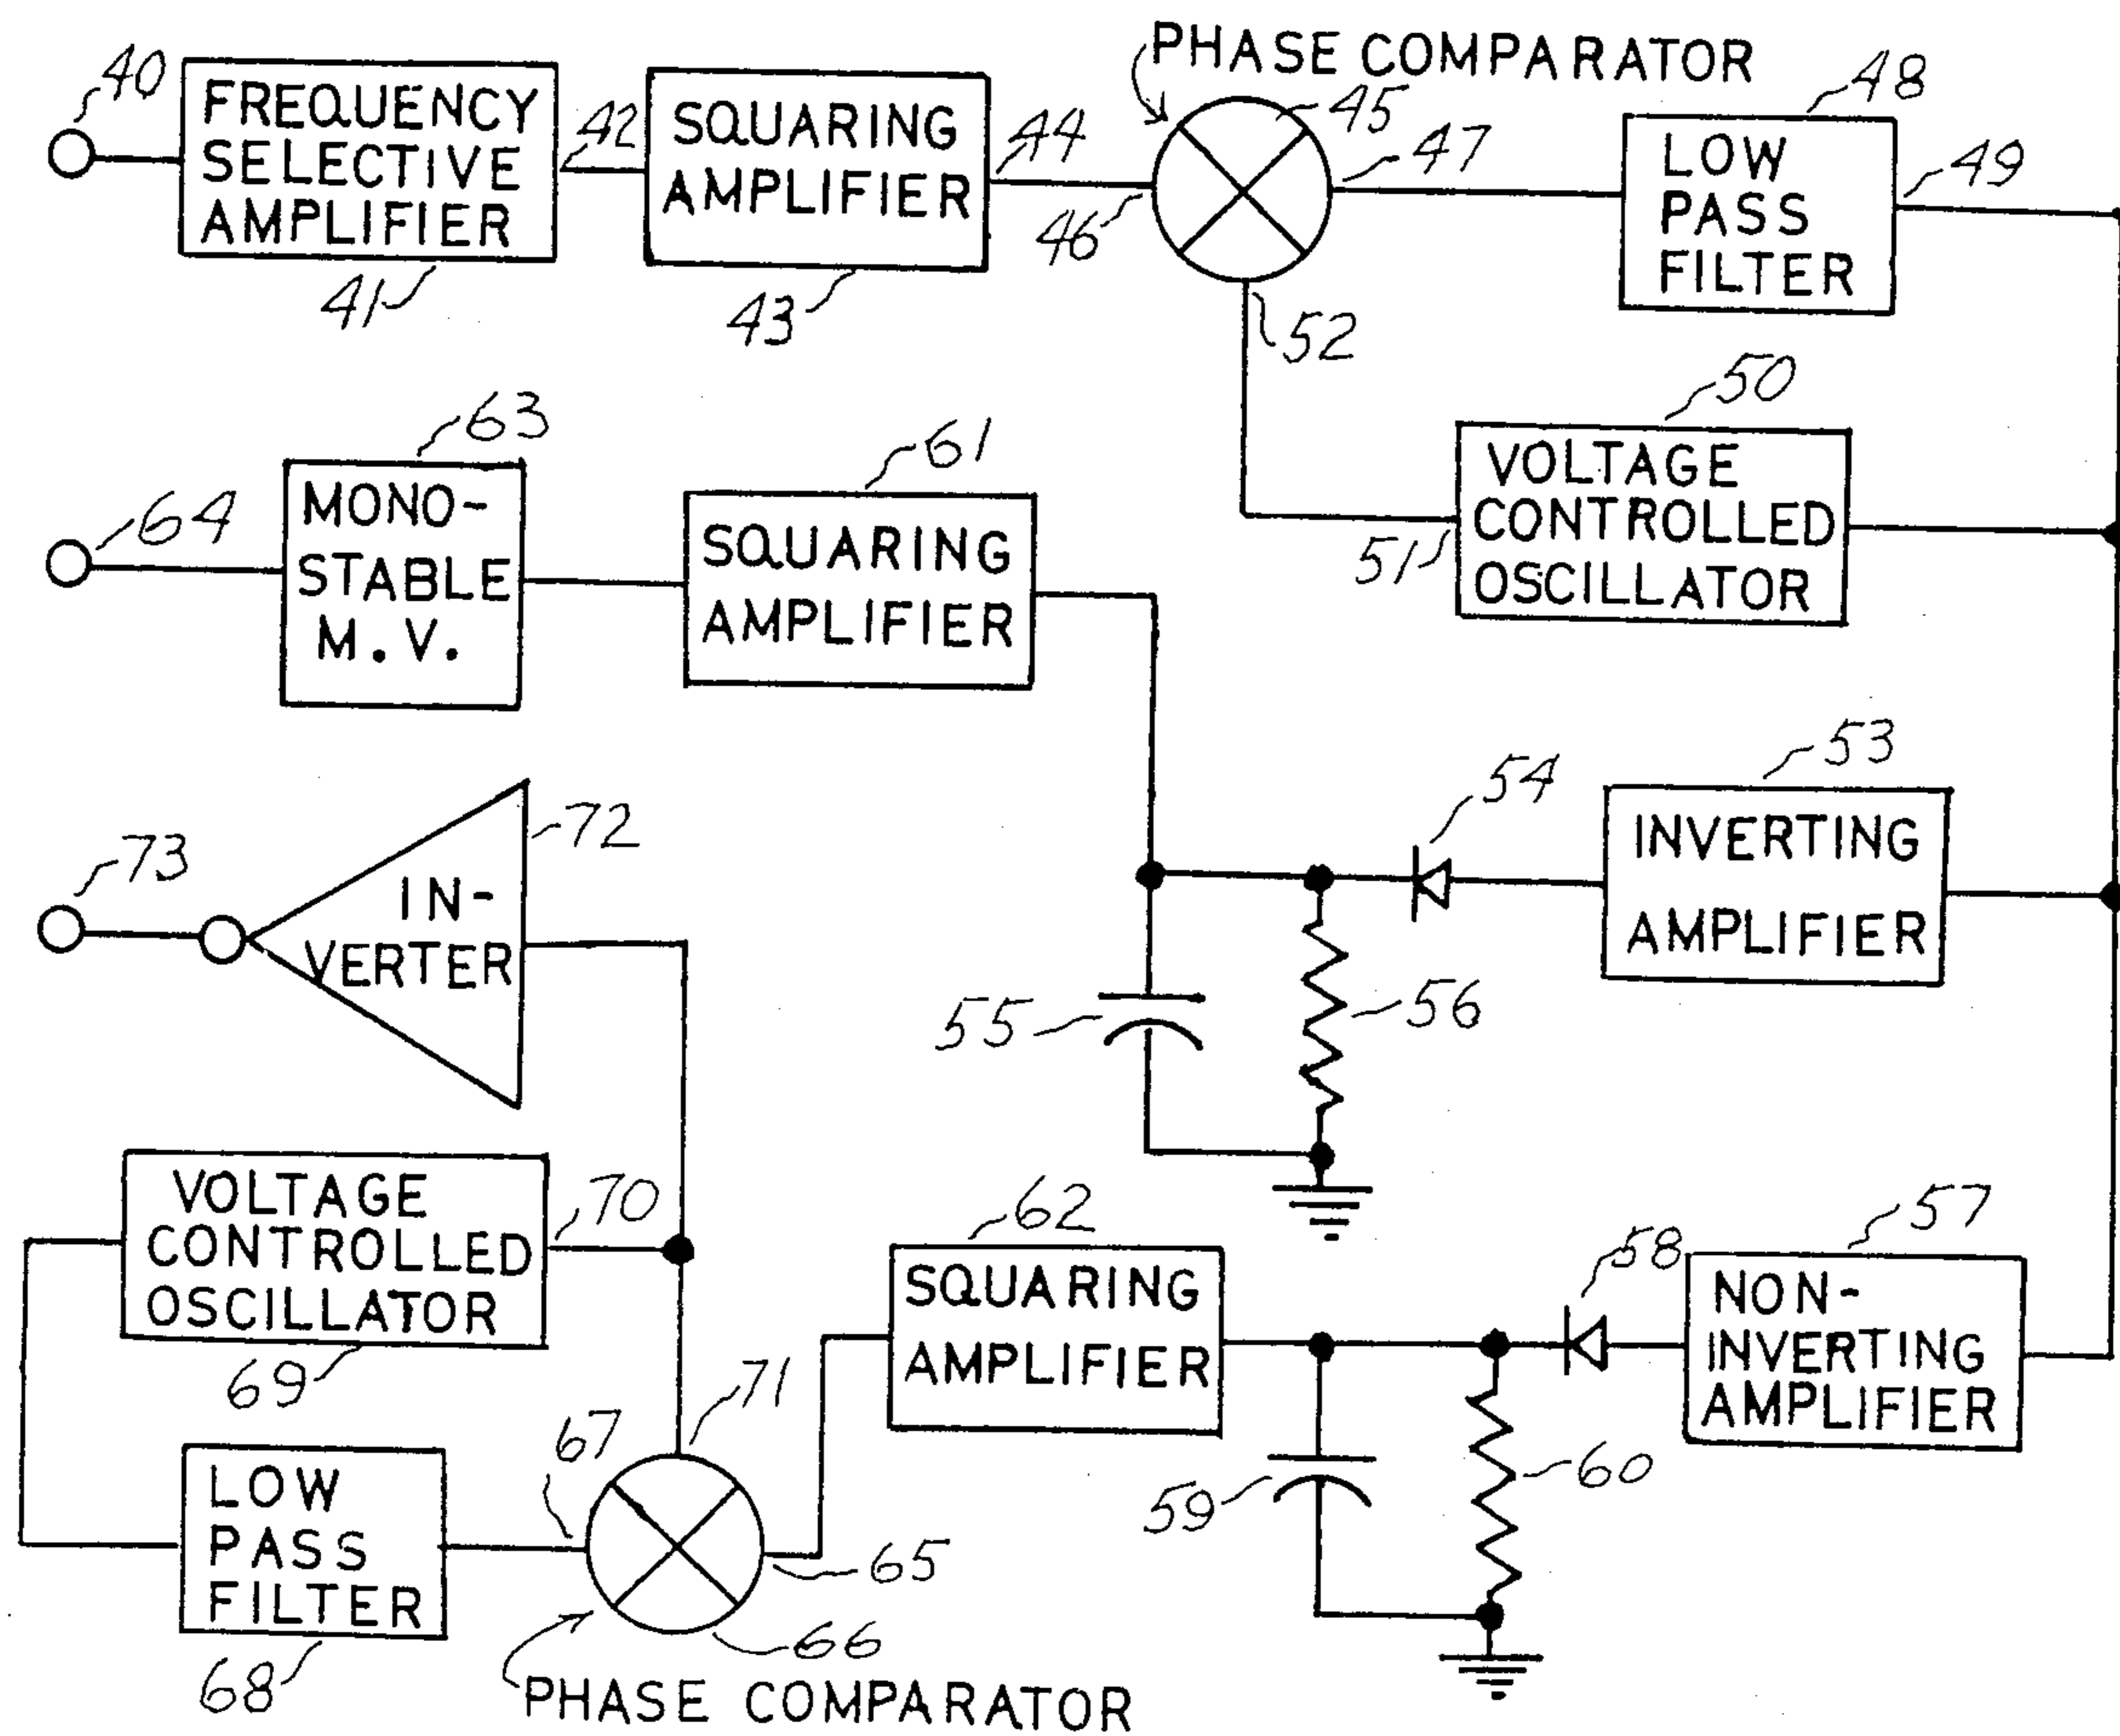 PHASE COMPARATOR
40
FREQUENCY
SELECTIVE
AMPLIFIER
41
42
SQUARING
AMPLIFIER
43
44
46
45
47
52
48
LOW
PASS
FILTER
49
63
MONO-
STABLE
M.V.
64
61
SQUARING
AMPLIFIER
50
VOLTAGE
CONTROLLED
OSCILLATOR
51
73
72
IN-
VERTER
54
53
INVERTING
AMPLIFIER
55
56
VOLTAGE
CONTROLLED
OSCILLATOR
69
70
62
SQUARING
AMPLIFIER
58
57
NON-
INVERTING
AMPLIFIER
71
67
LOW
PASS
FILTER
68
65
66
59
60
PHASE COMPARATOR